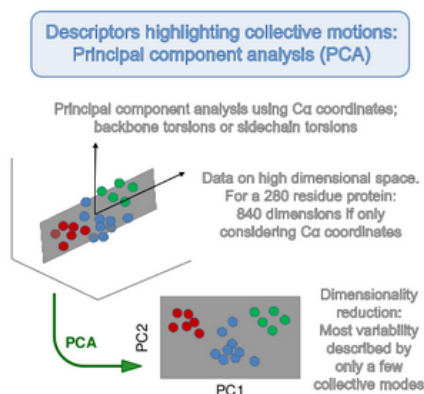 Descriptors highlighting collective motions:
Principal component analysis (PCA)
Principal component analysis using Cα coordinates;
backbone torsions or sidechain torsions
Data on high dimensional space.
For a 280 residue protein:
840 dimensions if only
considering Cα coordinates
PCA
PC2
PC1
Dimensionality
reduction:
Most variability
described by
only a few
collective modes